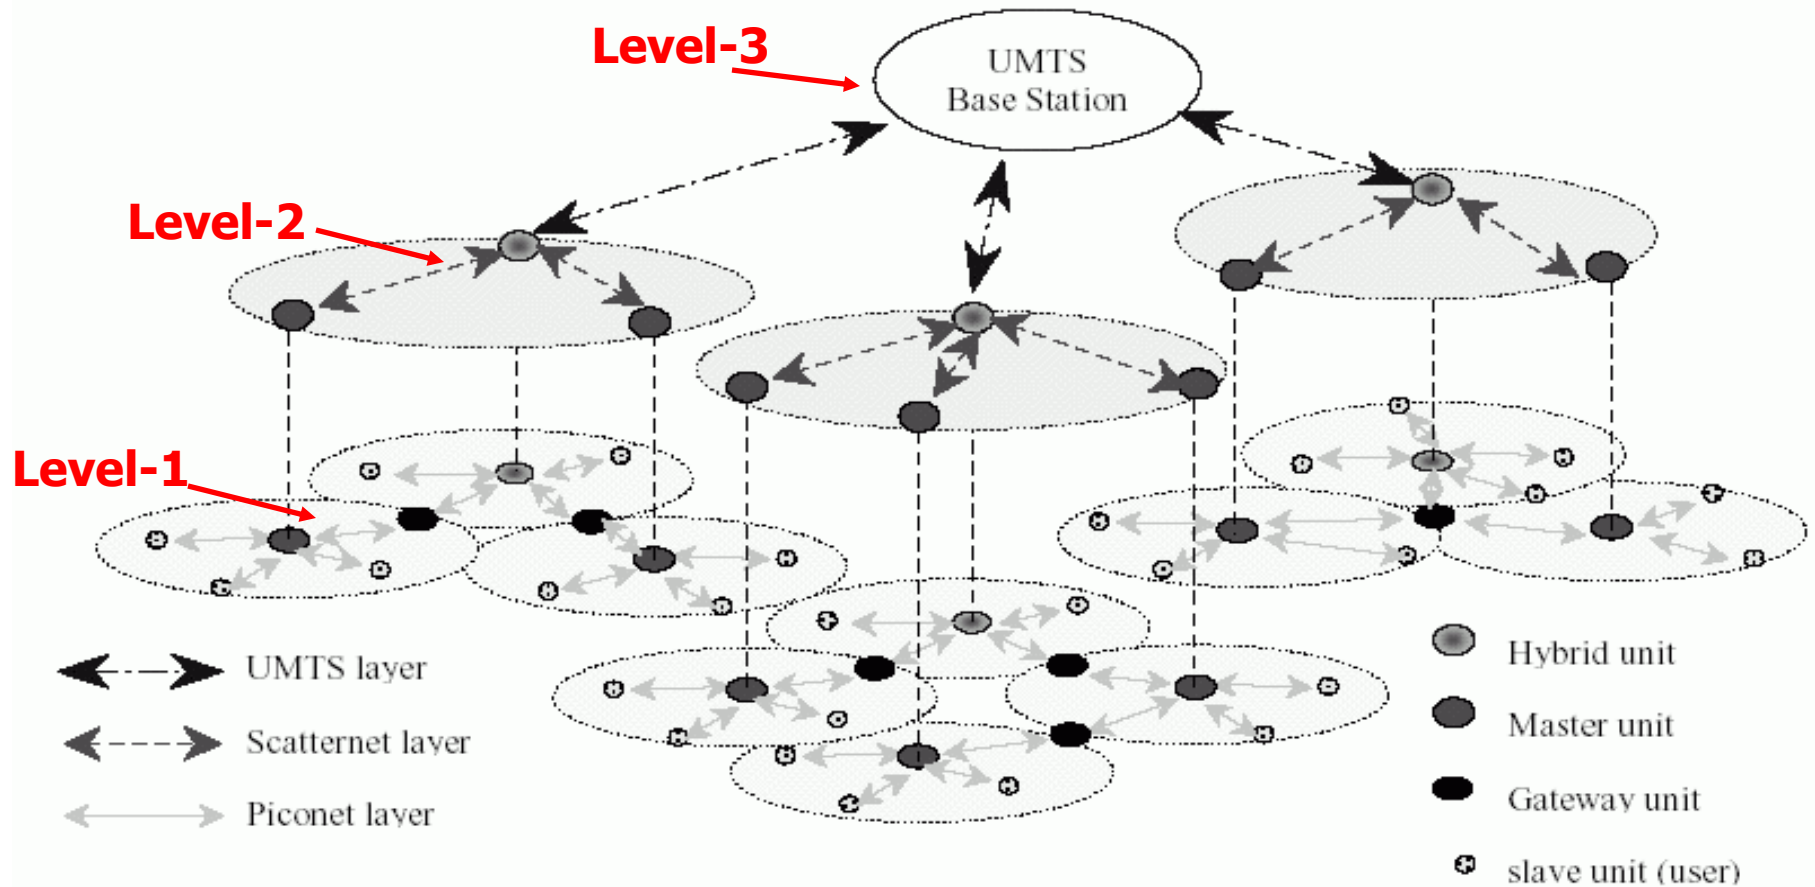 Level-3
UMTS
Base Station
Level-2
Level-1
UMTS layer
Scatternet layer
Piconet layer
Hybrid unit
Master unit
Gateway unit
slave unit (user)